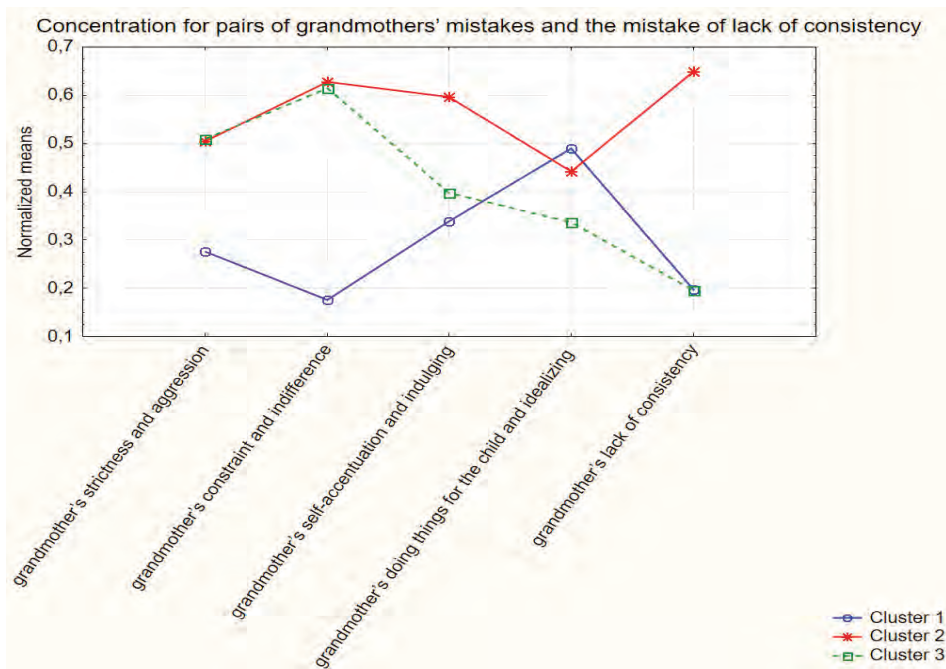 Concentration for pairs of grandmothers' mistakes and the mistake of lack of consistency
0,7
0,6
0,5
0,4
0,3
0,2
0,1
Normalized means
grandmother's strictness and aggression
grandmother's constraint and indifference
grandmother's self-accentuation and indulging
grandmother's doing things for the child and idealizing
grandmother's lack of consistency
Cluster 1
Cluster 2
Cluster 3